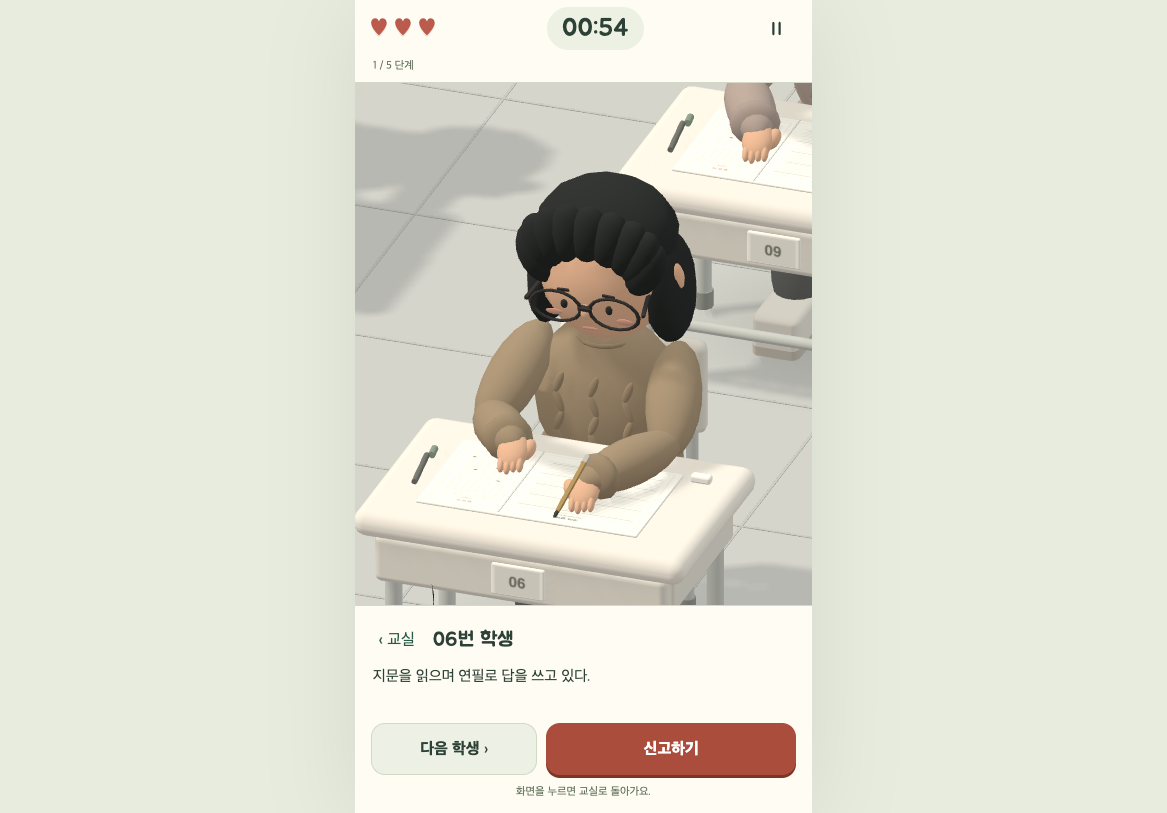 00:54
1 / 5 단계
09
06
‹ 교실 06번 학생
지문을 읽으며 연필로 답을 쓰고 있다.
다음 학생 ›
신고하기
화면을 누르면 교실로 돌아가요.